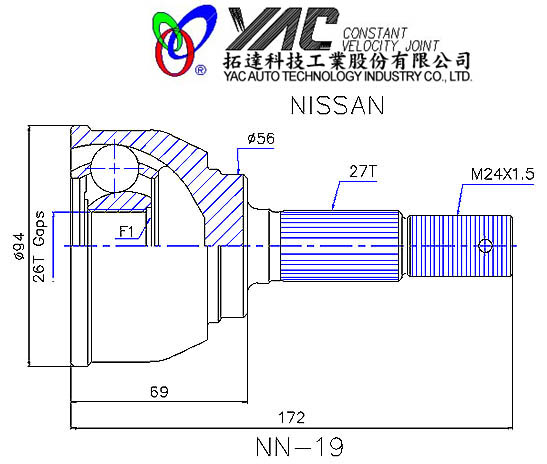 YAC CONSTANT VELOCITY JOINT
®
拓達科技工業股份有限公司
YAC AUTO TECHNOLOGY INDUSTRY CO., LTD.
NISSAN
ø56
27T
M24X1.5
F1
ø94
26T Gaps
69
172
NN-19